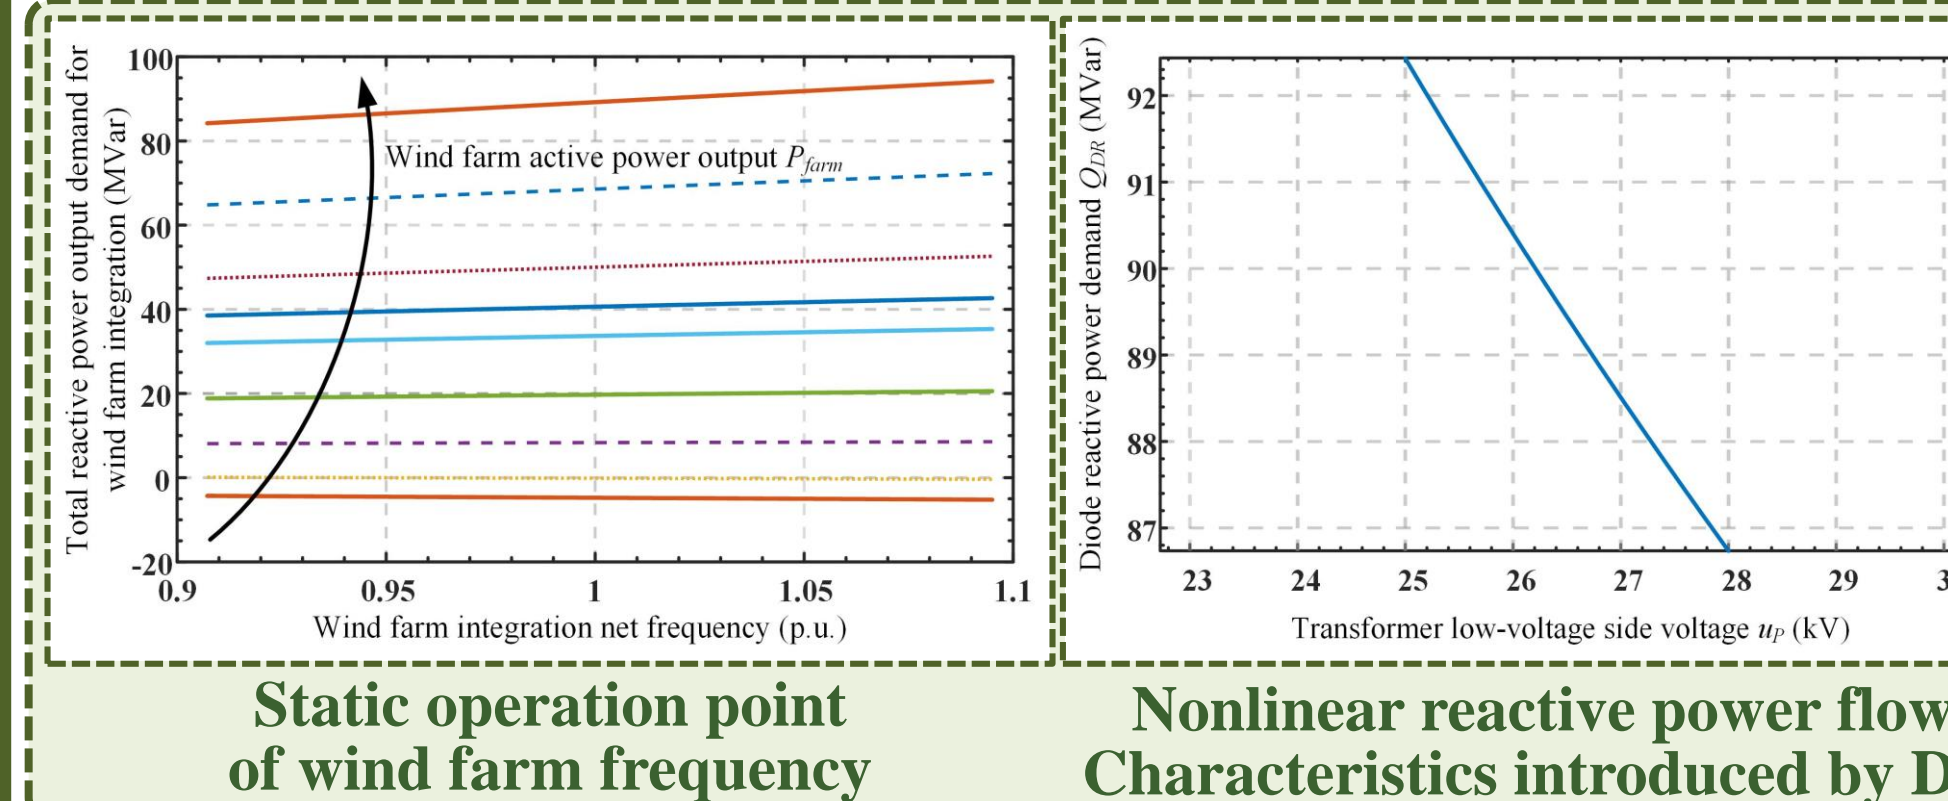 Total reactive power output demand for
wind farm integration (MVar)
100
80
60
40
20
0
-20
0.9
0.95
1
1.05
1.1
Wind farm active power output P_farm
Wind farm integration net frequency (p.u.)
Static operation point
of wind farm frequency
Diode reactive power demand Q_DR (MVar)
92
91
90
89
88
87
23
24
25
26
27
28
29
3
Transformer low-voltage side voltage u_P (kV)
Nonlinear reactive power flow
Characteristics introduced by D